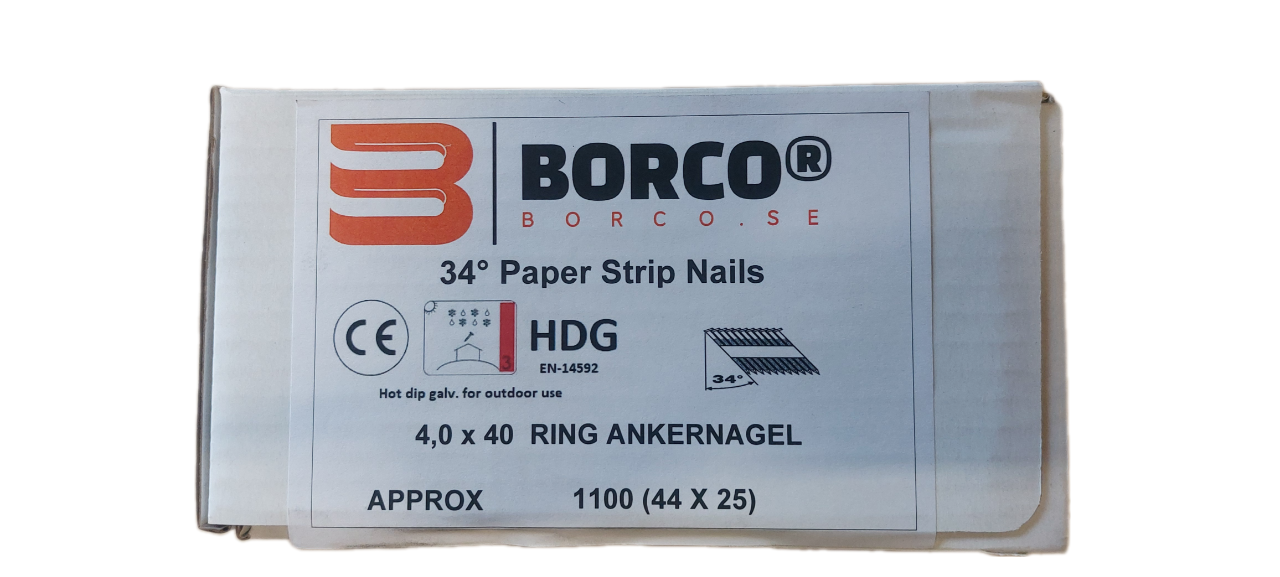 BORCO®
BORCO.SE
34° Paper Strip Nails
CE
3
HDG
EN-14592
Hot dip galv. for outdoor use
34°
4,0 x 40 RING ANKERNAGEL
APPROX 1100 (44 X 25)